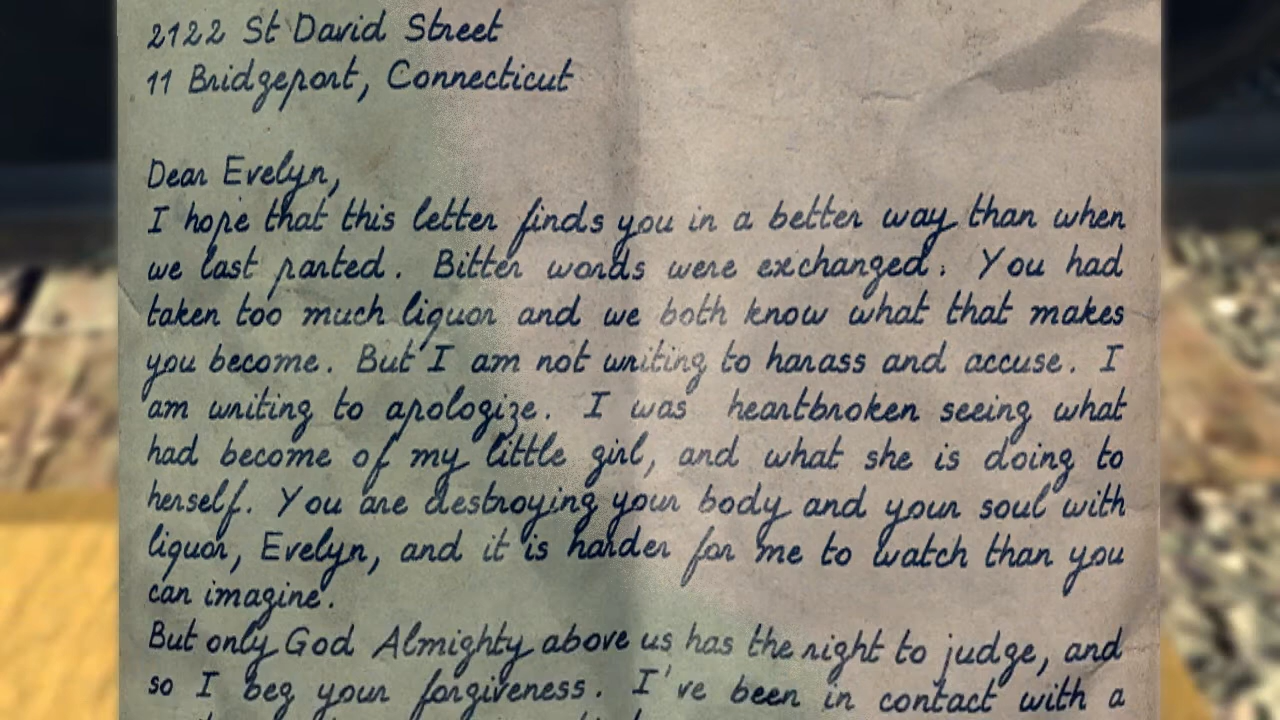 2122 St David Street
11 Bridgeport, Connecticut
Dear Evelyn,
I hope that this letter finds you in a better way than when
we last parted. Bitter words were exchanged. You had
taken too much liquor and we both know what that makes
you become. But I am not writing to harass and accuse. I
am writing to apologize. I was heartbroken seeing what
had become of my little girl, and what she is doing to
herself. You are destroying your body and your soul with
liquor, Evelyn, and it is harder for me to watch than you
can imagine.
But only God Almighty above us has the right to judge, and
so I beg your forgiveness. I've been in contact with a